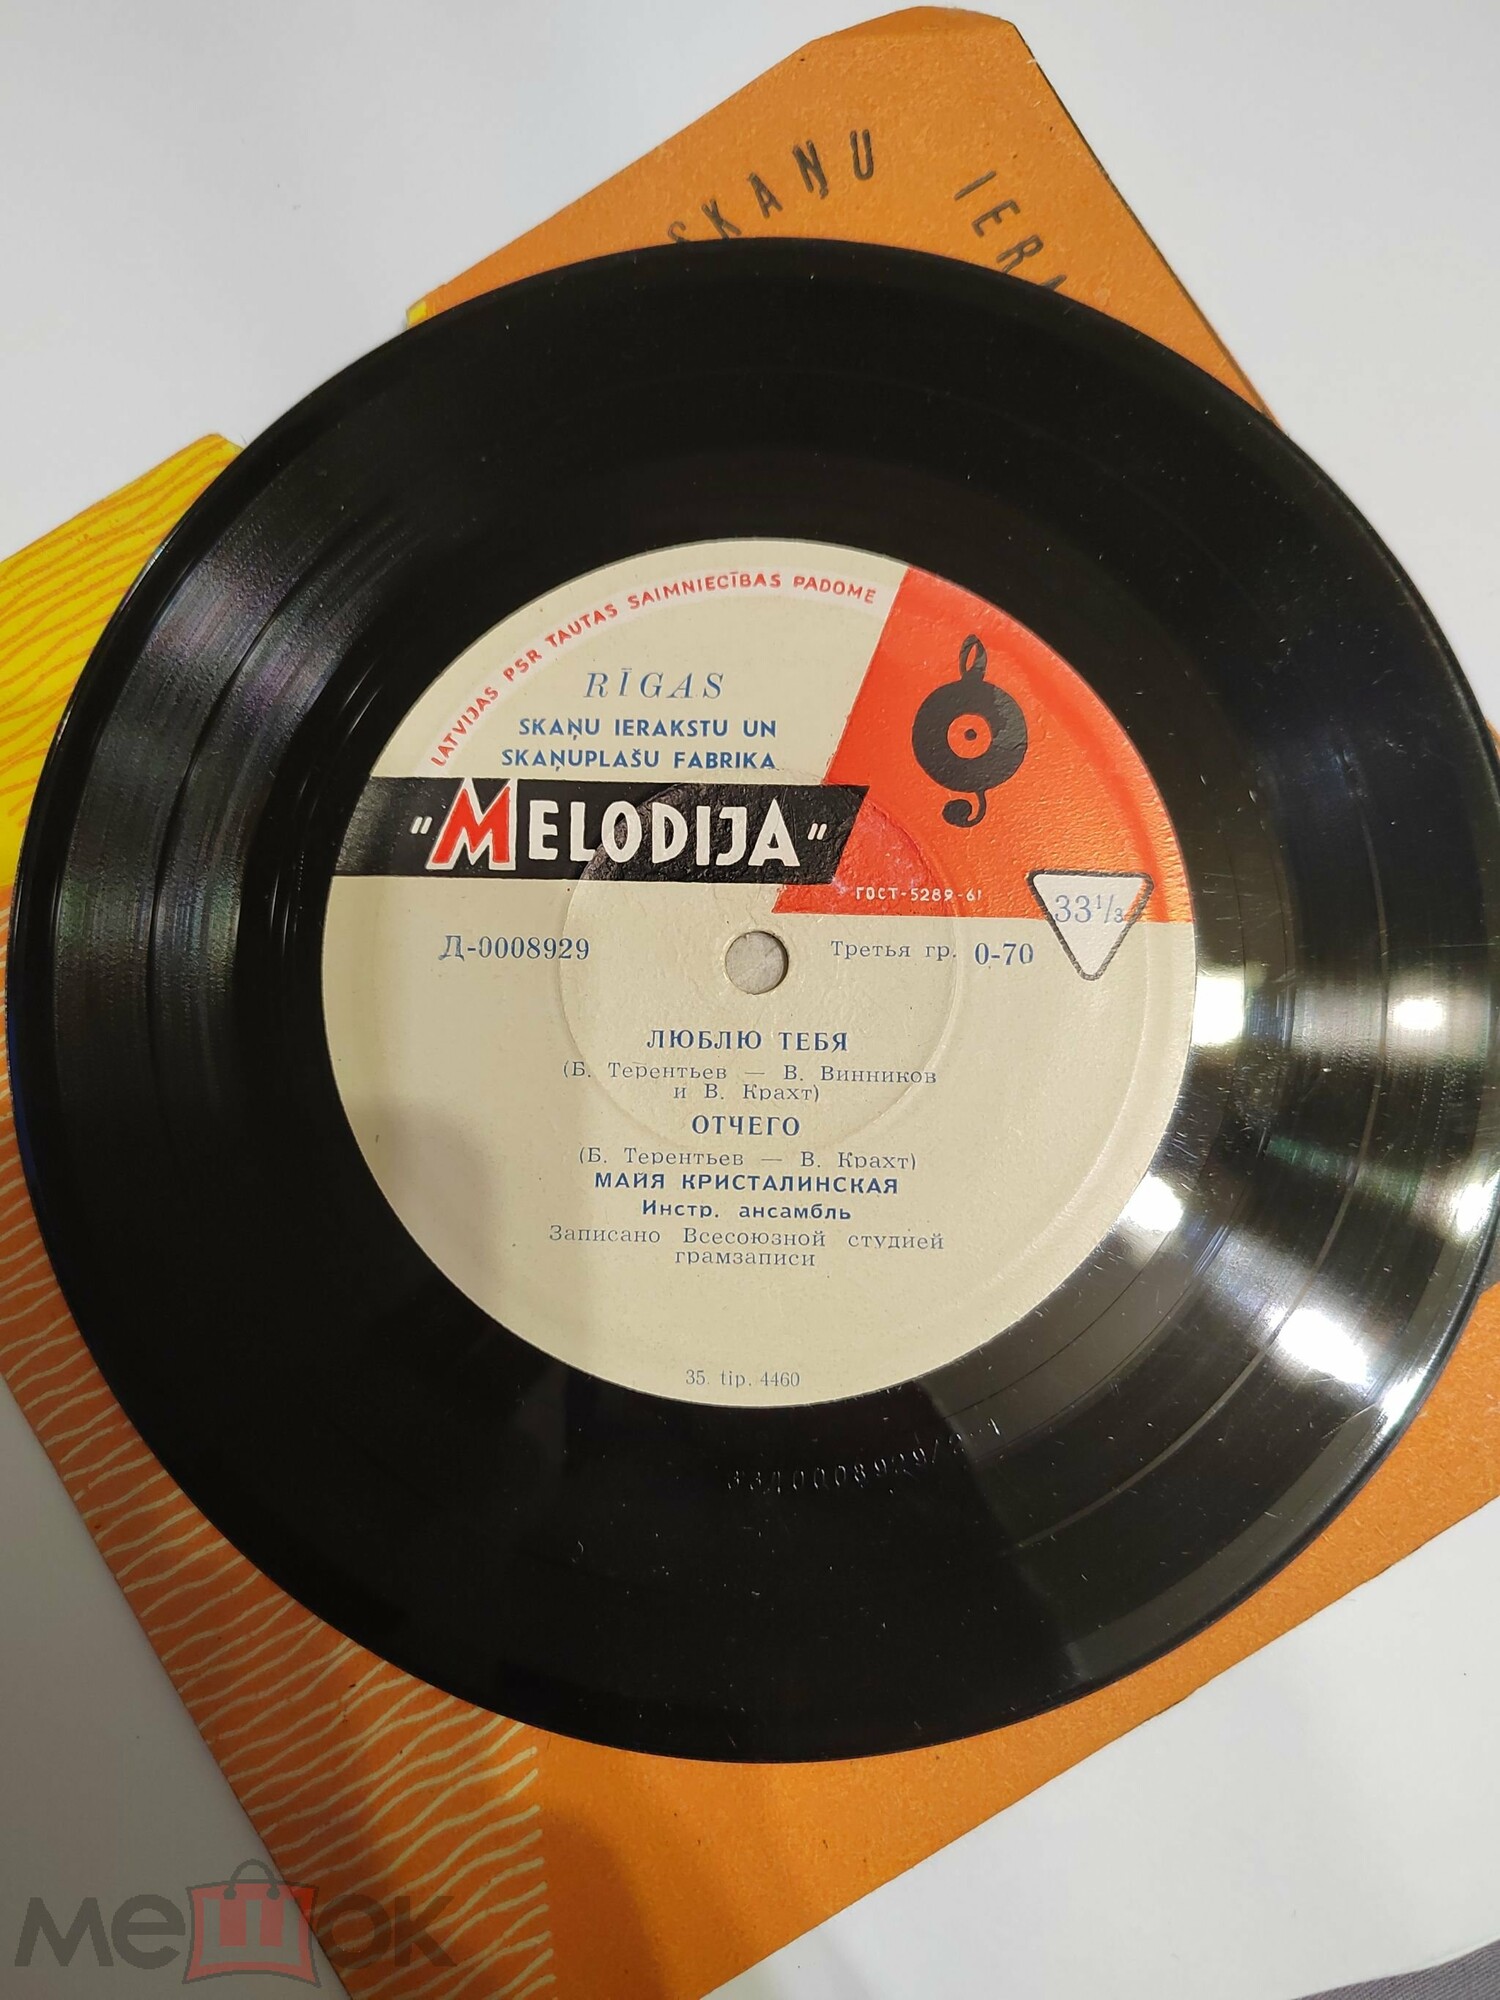 SKAŅU IERA
LATVIJAS PSR TAUTAS SAIMNIECĪBAS PADOME
RĪGAS
SKAŅU IERAKSTU UN
SKAŅUPLAŠU FABRIKA
"MELODIJA"
ГОСТ-5289-61
33⅓
Д-0008929
Третья гр. 0-70
ЛЮБЛЮ ТЕБЯ
(Б. Терентьев — В. Винников
и В. Крахт)
ОТЧЕГО
(Б. Терентьев — В. Крахт)
МАЙЯ КРИСТАЛИНСКАЯ
Инстр. ансамбль
Записано Всесоюзной студией
грамзаписи
35. tip. 4460
мешок